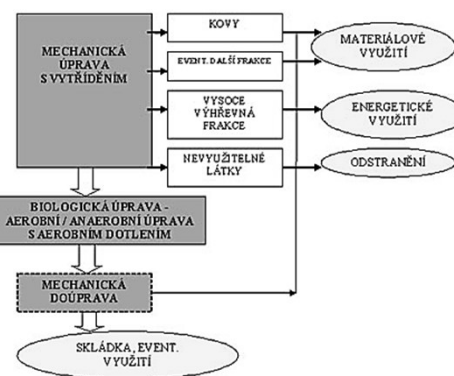 MECHANICKÁ
ÚPRAVA
S VYTŘÍDĚNÍM
KOVY
EVENT. DALŠÍ FRAKCE
VYSOCE
VÝHŘEVNÁ
FRAKCE
NEVYUŽITELNÉ
LÁTKY
MATERIÁLOVÉ
VYUŽITÍ
ENERGETICKÉ
VYUŽITÍ
ODSTRANĚNÍ
BIOLOGICKÁ ÚPRAVA -
AEROBNÍ / ANAEROBNÍ ÚPRAVA
S AEROBNÍM DOTLENÍM
MECHANICKÁ
DOÚPRAVA
SKLÁDKA, EVENT.
VYUŽITÍ